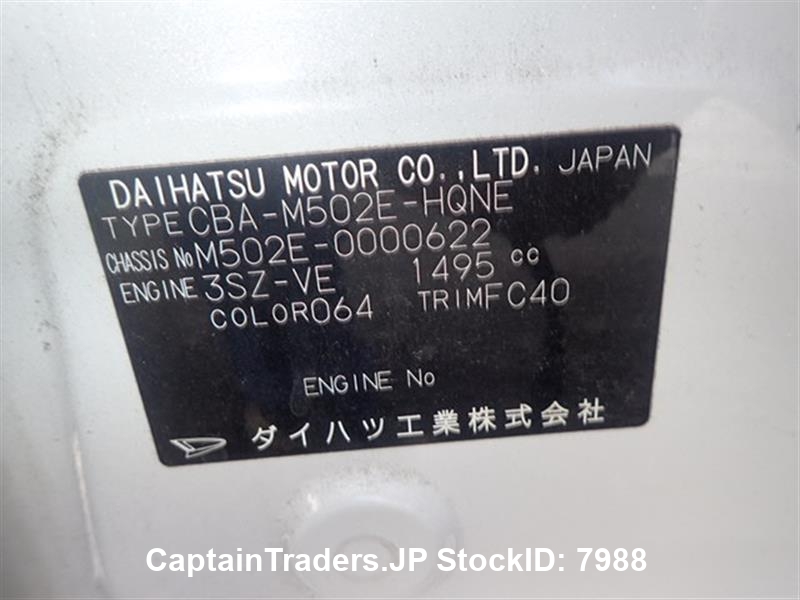 DAIHATSU MOTOR CO.,LTD. JAPAN
TYPE CBA-M502E-HQNE
CHASSIS No M502E-0000622
ENGINE 3SZ-VE 1495 cc
COLOR 064 TRIM FC40
ENGINE No
ダイハツ工業株式会社
CaptainTraders.JP StockID: 7988